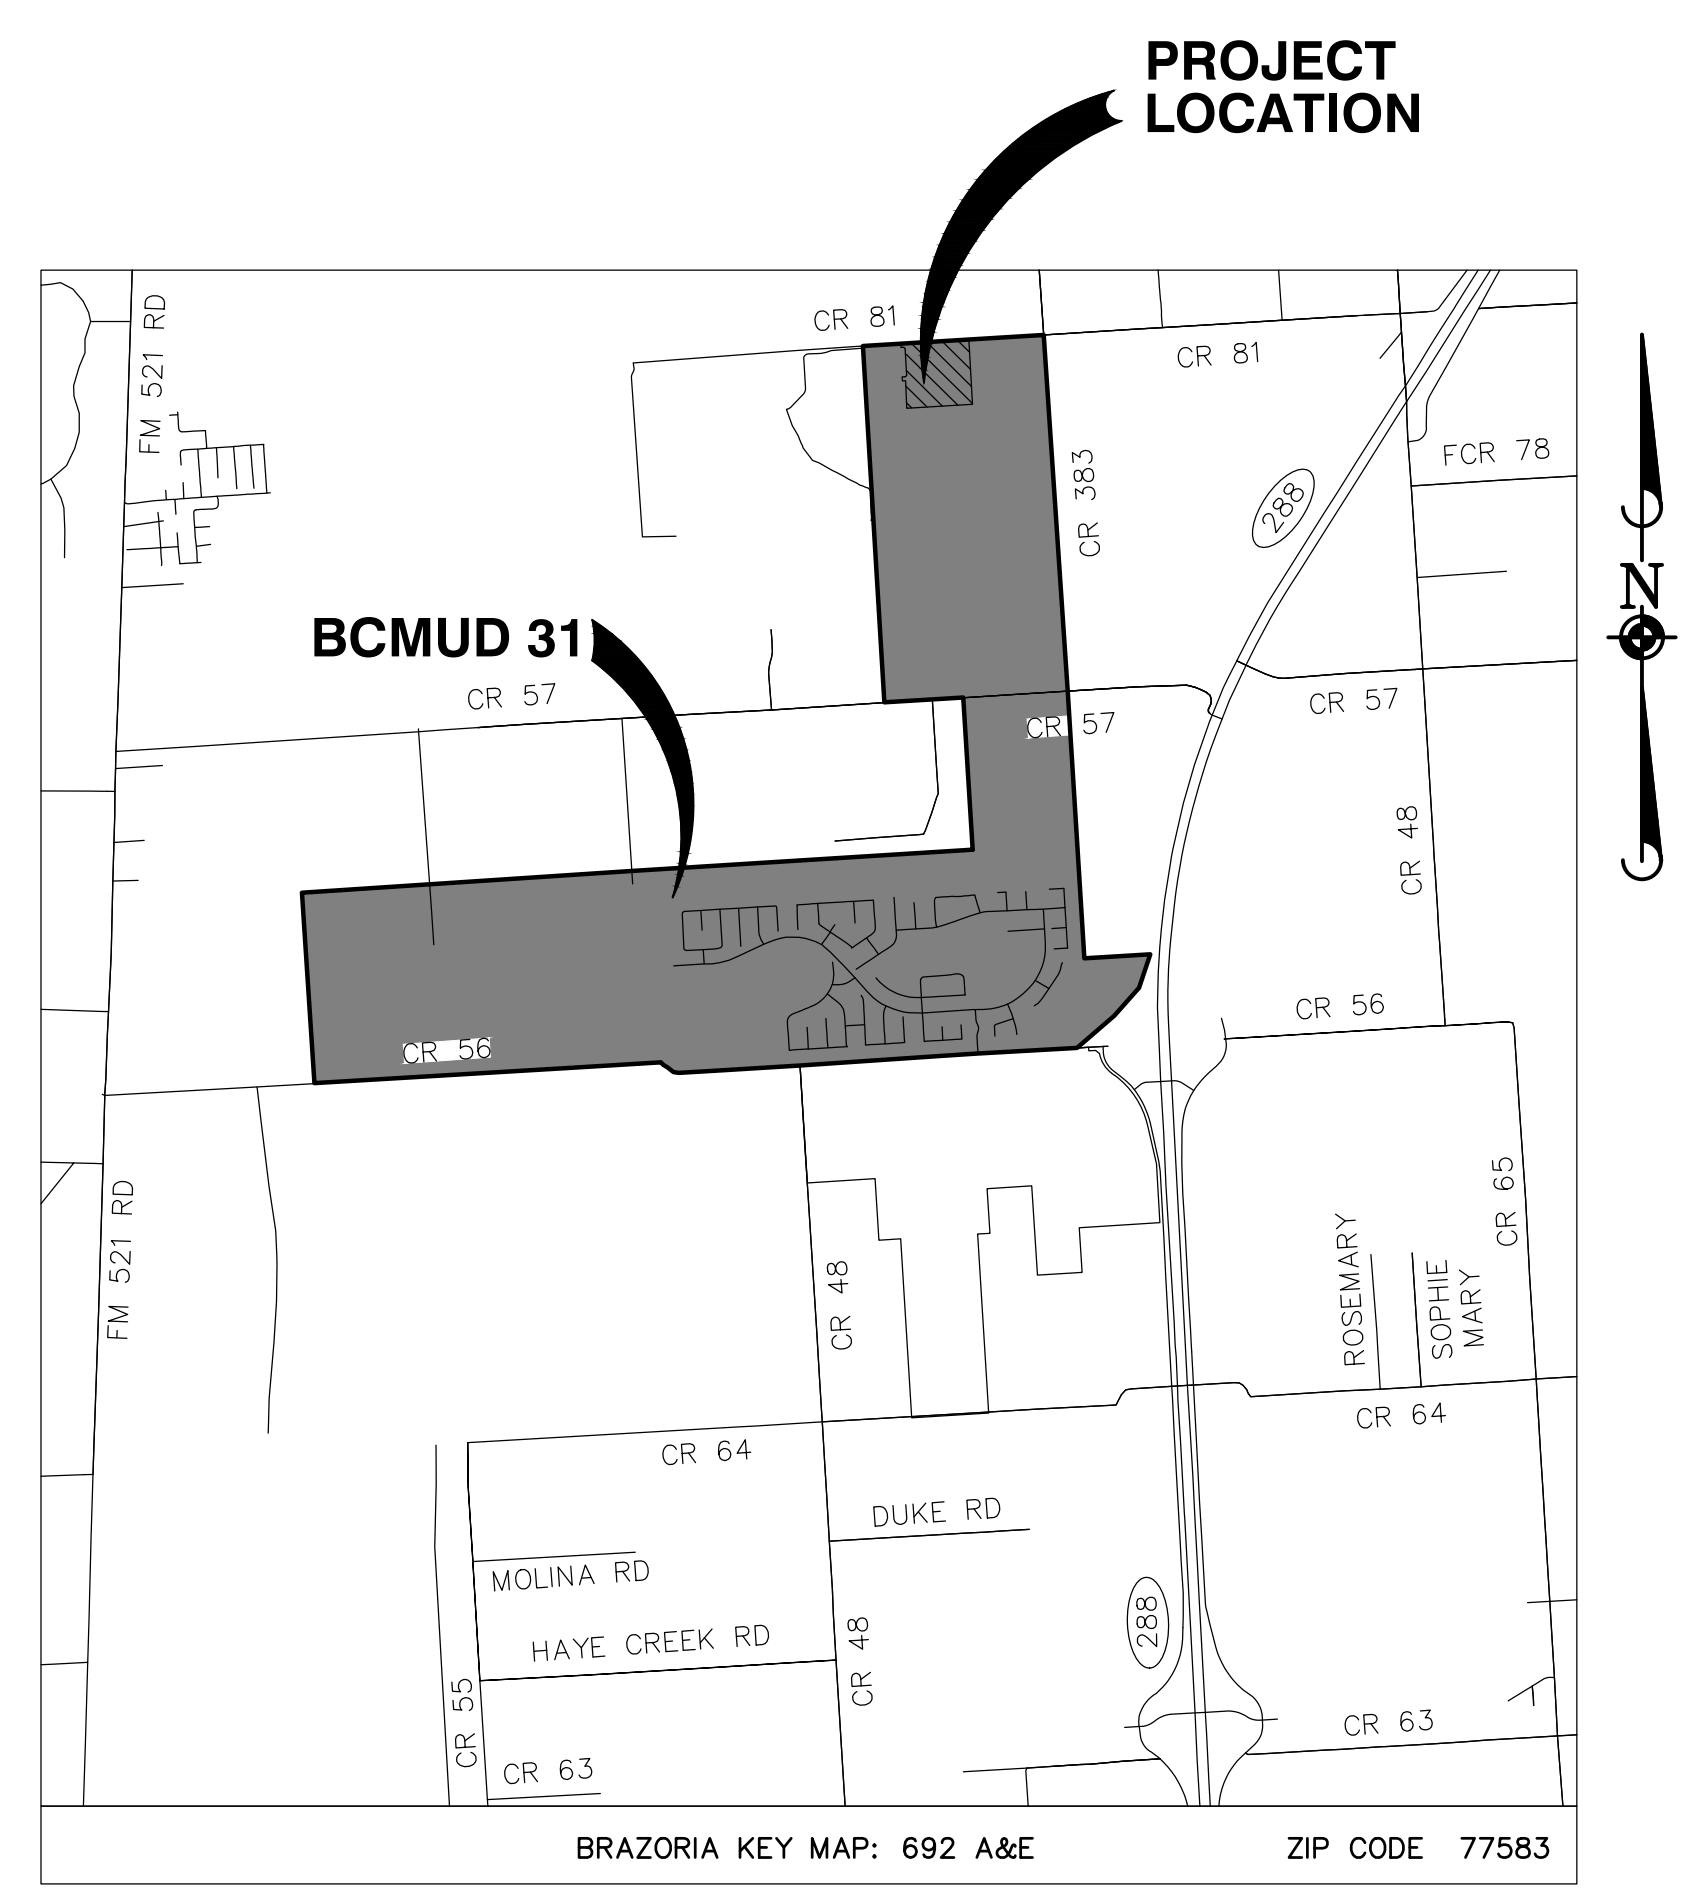 PROJECT
LOCATION
CR 81
FM 521 RD
CR 81
CR 383
FCR 78
288
N
BCMUD 31
CR 57
CR 57
CR 57
CR 48
CR 56
CR 56
FM 521 RD
CR 48
CR 65
ROSEMARY
SOPHIE
MARY
CR 64
CR 64
DUKE RD
MOLINA RD
HAYE CREEK RD
CR 48
288
CR 55
CR 63
CR 63
BRAZORIA KEY MAP: 692 A&E
ZIP CODE 77583